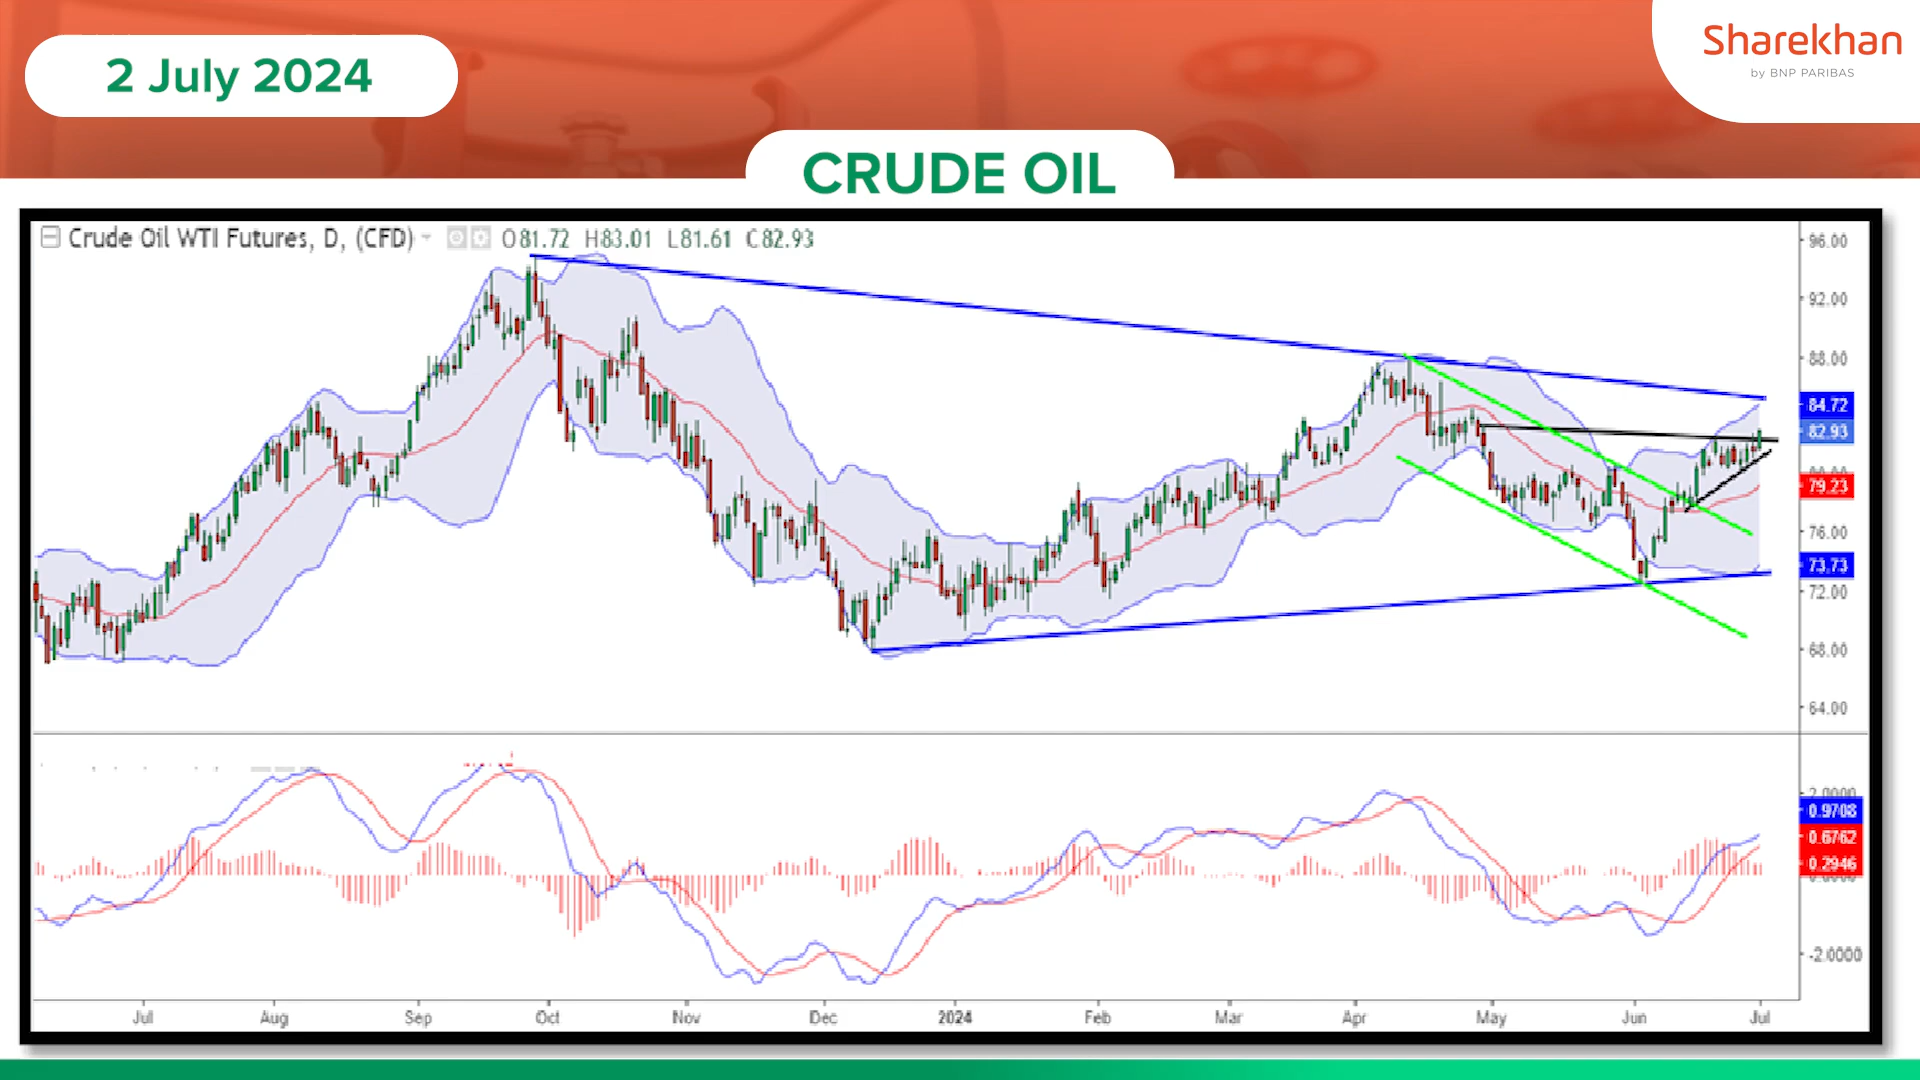 2 July 2024
Sharekhan
by BNP PARIBAS
CRUDE OIL
Crude Oil WTI Futures, D, (CFD) O81.72 H83.01 L81.61 C82.93
96.00
92.00
88.00
84.72
82.93
79.23
76.00
73.73
72.00
68.00
64.00
2.0000
0.9708
0.6762
0.2946
-2.0000
Jul Aug Sep Oct Nov Dec 2024 Feb Mar Apr May Jun Jul